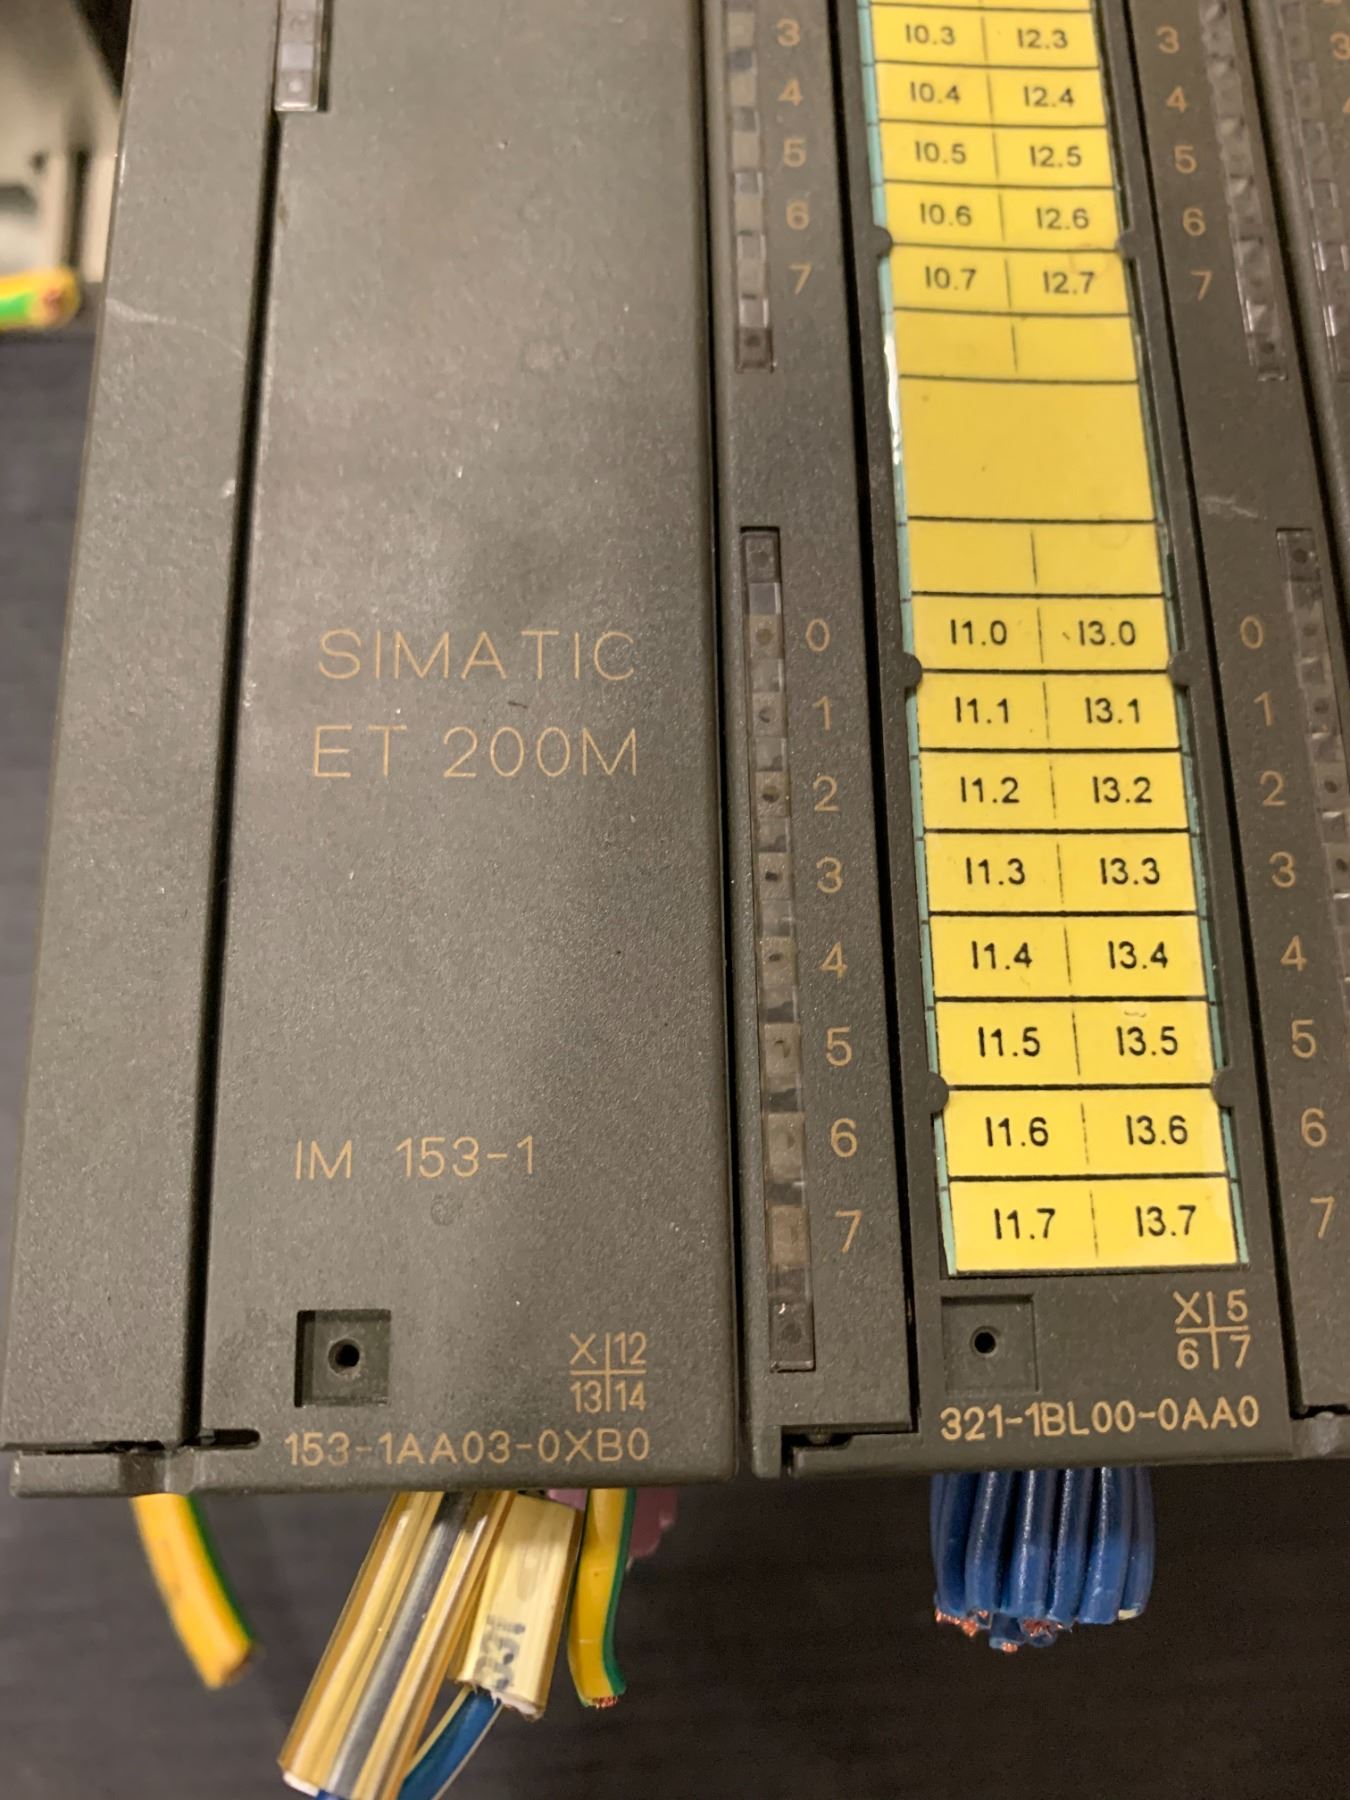 3 I0.3 I2.3 3
4 I0.4 I2.4 4
5 I0.5 I2.5 5
6 I0.6 I2.6 6
7 I0.7 I2.7 7
SIMATIC
ET 200M
0 I1.0 I3.0 0
1 I1.1 I3.1 1
2 I1.2 I3.2 2
3 I1.3 I3.3 3
4 I1.4 I3.4 4
5 I1.5 I3.5 5
6 I1.6 I3.6 6
7 I1.7 I3.7 7
IM 153-1
X 12
13 14
153-1AA03-0XB0
X 5
6 7
321-1BL00-0AA0